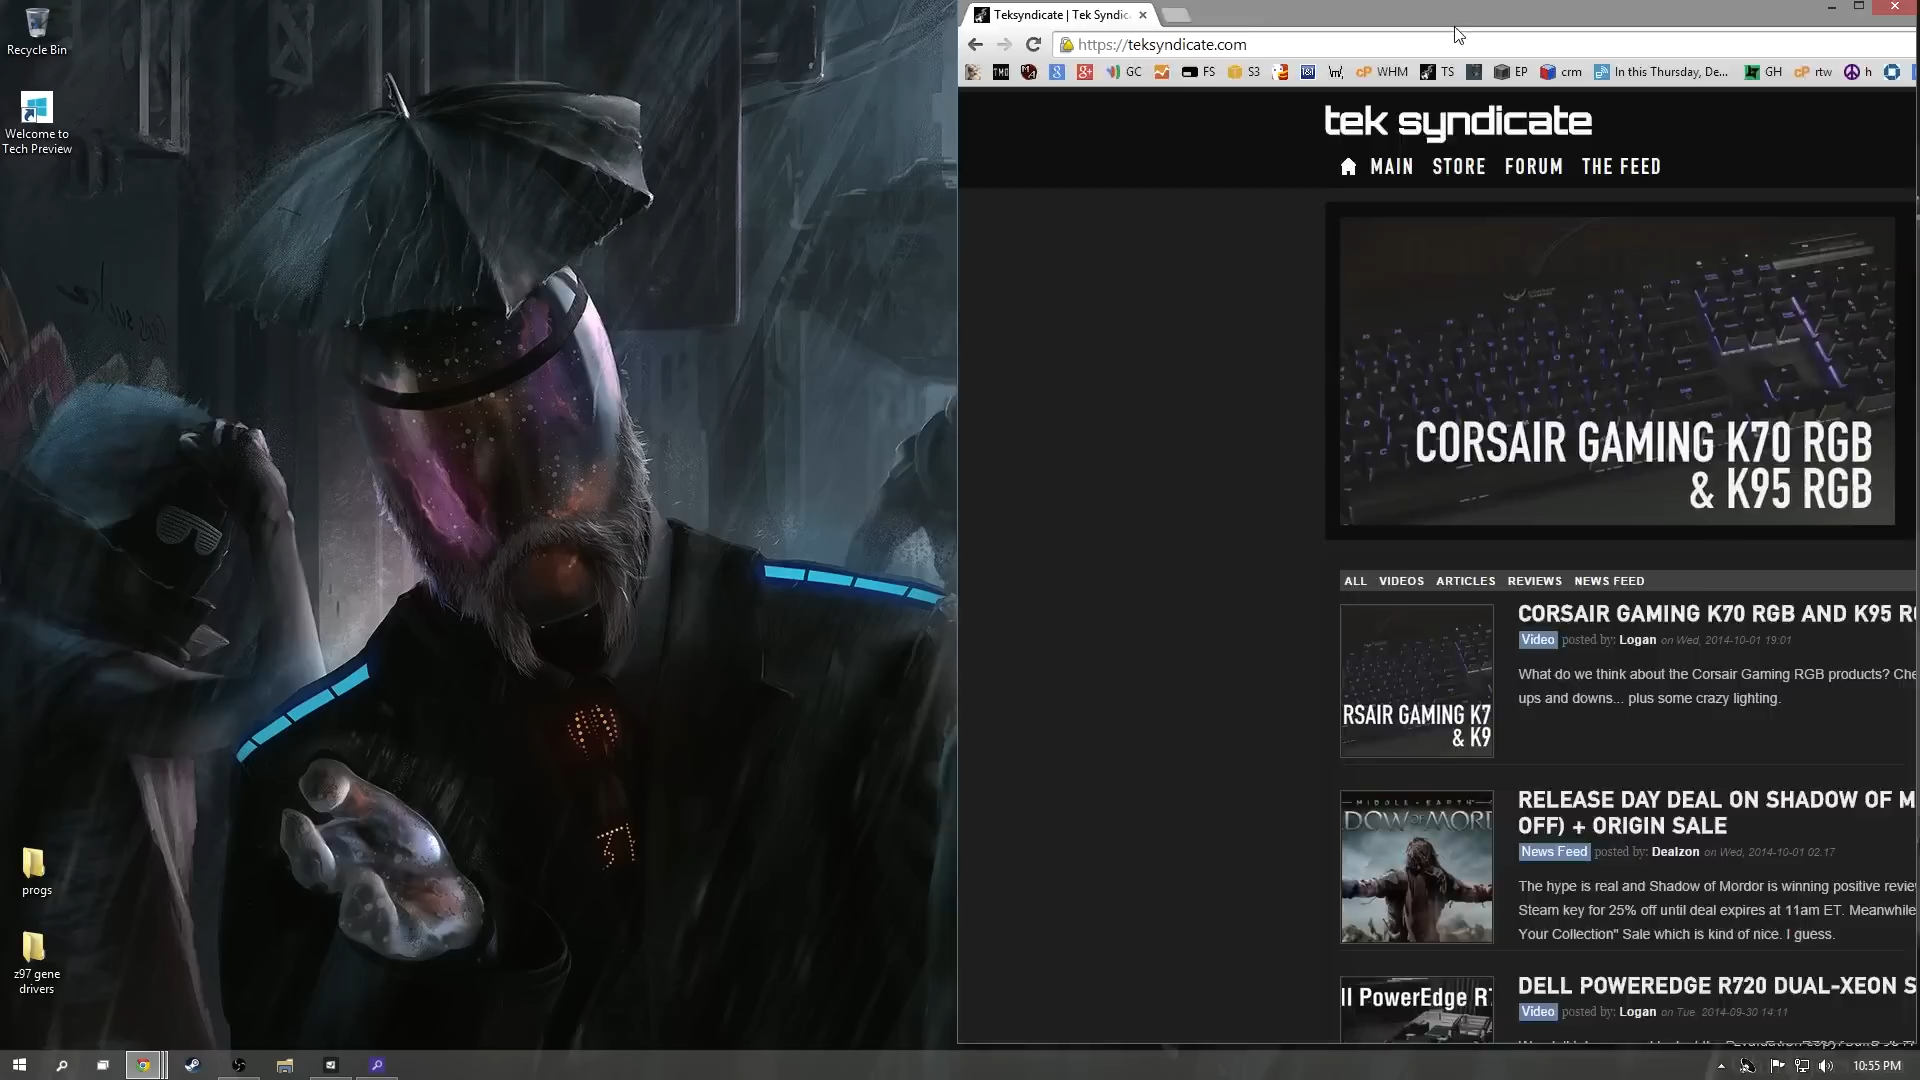 Recycle Bin
Welcome to
Tech Preview
progs
z97 gene
drivers
Teksyndicate | Tek Syndic
https://teksyndicate.com
GC
FS
S3
WHM
TS
EP
crm
In this Thursday, De...
GH
rtw
h
tek syndicate
MAIN STORE FORUM THE FEED
CORSAIR GAMING K70 RGB
& K95 RGB
ALL VIDEOS ARTICLES REVIEWS NEWS FEED
RSAIR GAMING K7
& K9
CORSAIR GAMING K70 RGB AND K95 R
Video posted by: Logan on Wed, 2014-10-01 19:01
What do we think about the Corsair Gaming RGB products? Che
ups and downs... plus some crazy lighting.
MIDDLE-EARTH
DOW OF MORI
RELEASE DAY DEAL ON SHADOW OF M
OFF) + ORIGIN SALE
News Feed posted by: Dealzon on Wed, 2014-10-01 02:17
The hype is real and Shadow of Mordor is winning positive revie
Steam key for 25% off until deal expires at 11am ET. Meanwhile
Your Collection" Sale which is kind of nice. I guess.
ll PowerEdge R7
DELL POWEREDGE R720 DUAL-XEON S
Video posted by: Logan on Tue, 2014-09-30 14:11
10:55 PM